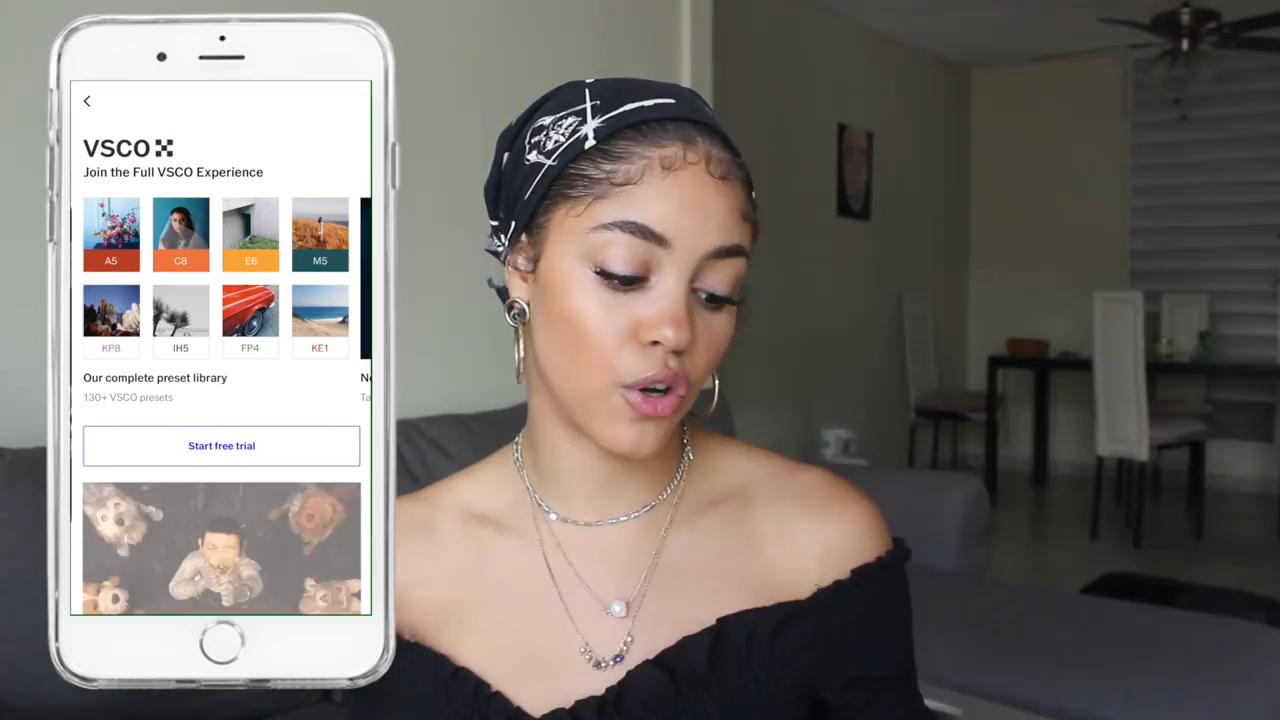 VSCO
Join the Full VSCO Experience
A5
C8
E6
M5
KP8
IH5
FP4
KE1
Our complete preset library
130+ VSCO presets
Start free trial